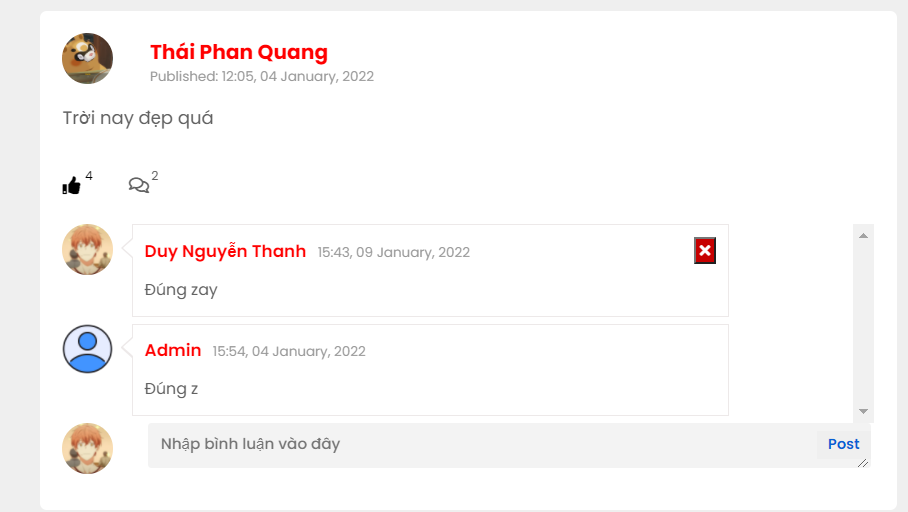 Thái Phan Quang
Published: 12:05, 04 January, 2022
Trời nay đẹp quá
4 2
Duy Nguyễn Thanh 15:43, 09 January, 2022
Đúng zay
Admin 15:54, 04 January, 2022
Đúng z
Nhập bình luận vào đây Post